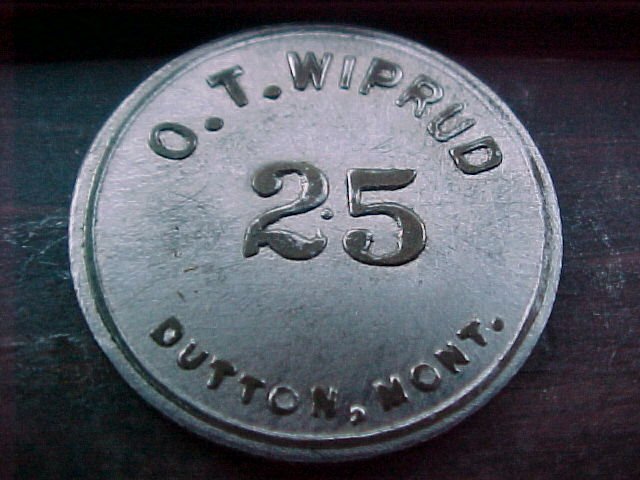 O. T. WIPRUD
25
DUTTON, MONT.